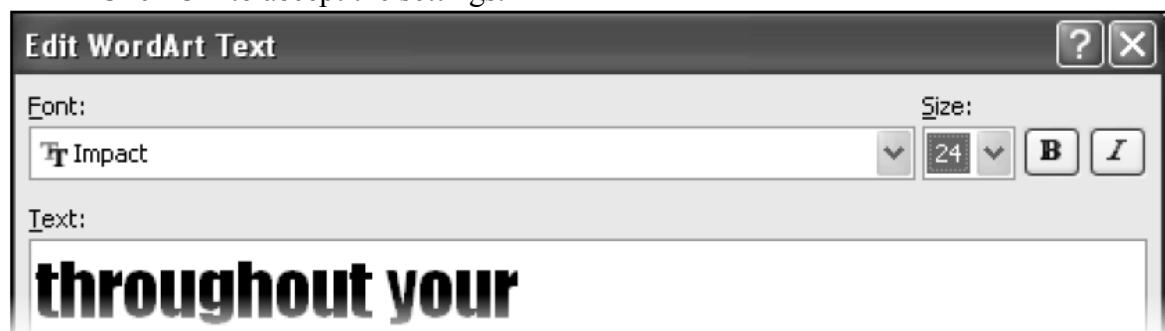 Edit WordArt Text
Font: Size:
Impact 24 B I
Text:
throughout your